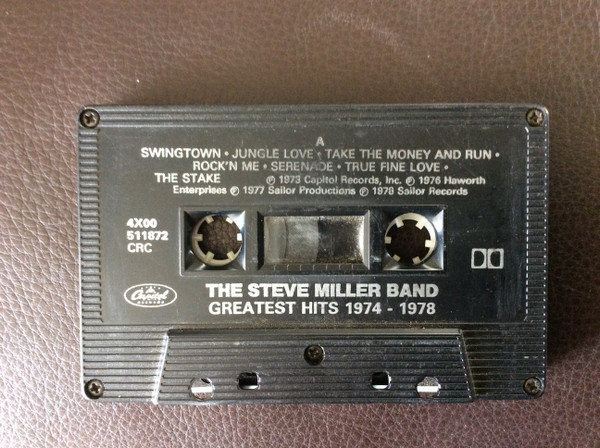 A
SWINGTOWN • JUNGLE LOVE • TAKE THE MONEY AND RUN •
ROCK'N ME • SERENADE • TRUE FINE LOVE •
THE STAKE ℗ 1973 Capitol Records, Inc. ℗ 1976 Haworth
Enterprises ℗ 1977 Sailor Productions ℗ 1978 Sailor Records
4X00
511872
CRC
Capitol
RECORDS
THE STEVE MILLER BAND
GREATEST HITS 1974 - 1978